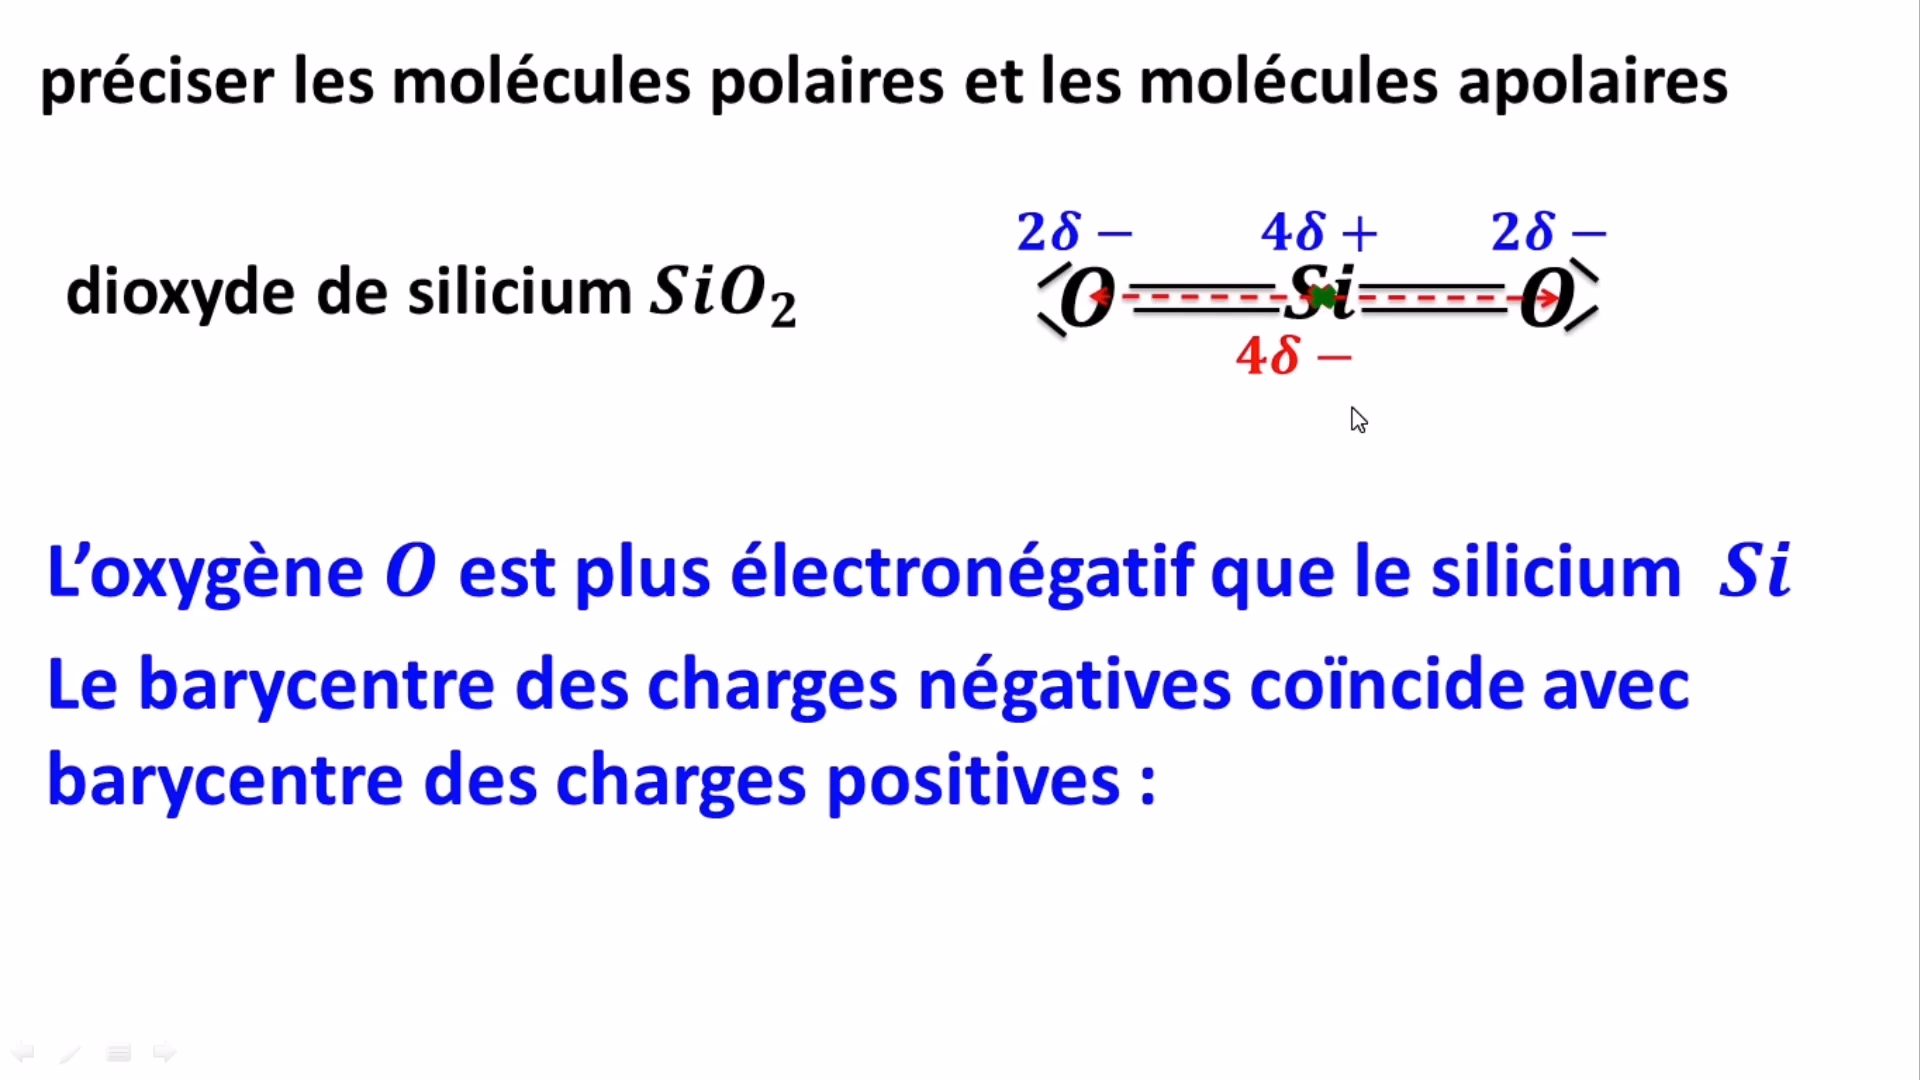 préciser les molécules polaires et les molécules apolaires
2δ − 4δ + 2δ −
dioxyde de silicium SiO₂
O Si O
4δ −
L’oxygène O est plus électronégatif que le silicium Si
Le barycentre des charges négatives coïncide avec
barycentre des charges positives :